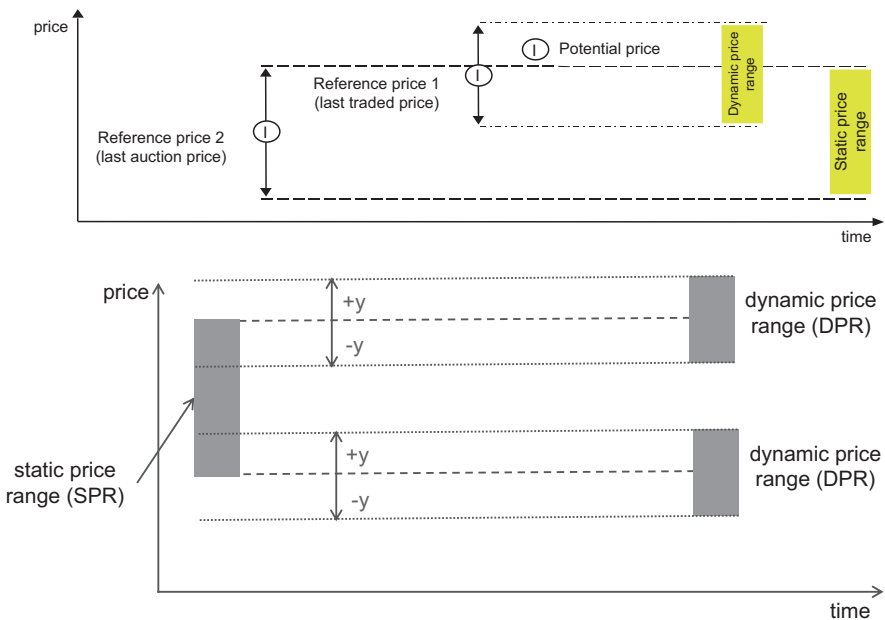 price
I
Potential price
Reference price 1
(last traded price)
I
Dynamic price
range
Reference price 2
(last auction price)
I
Static price
range
time
price
+y
-y
dynamic price
range (DPR)
+y
-y
dynamic price
range (DPR)
static price
range (SPR)
time